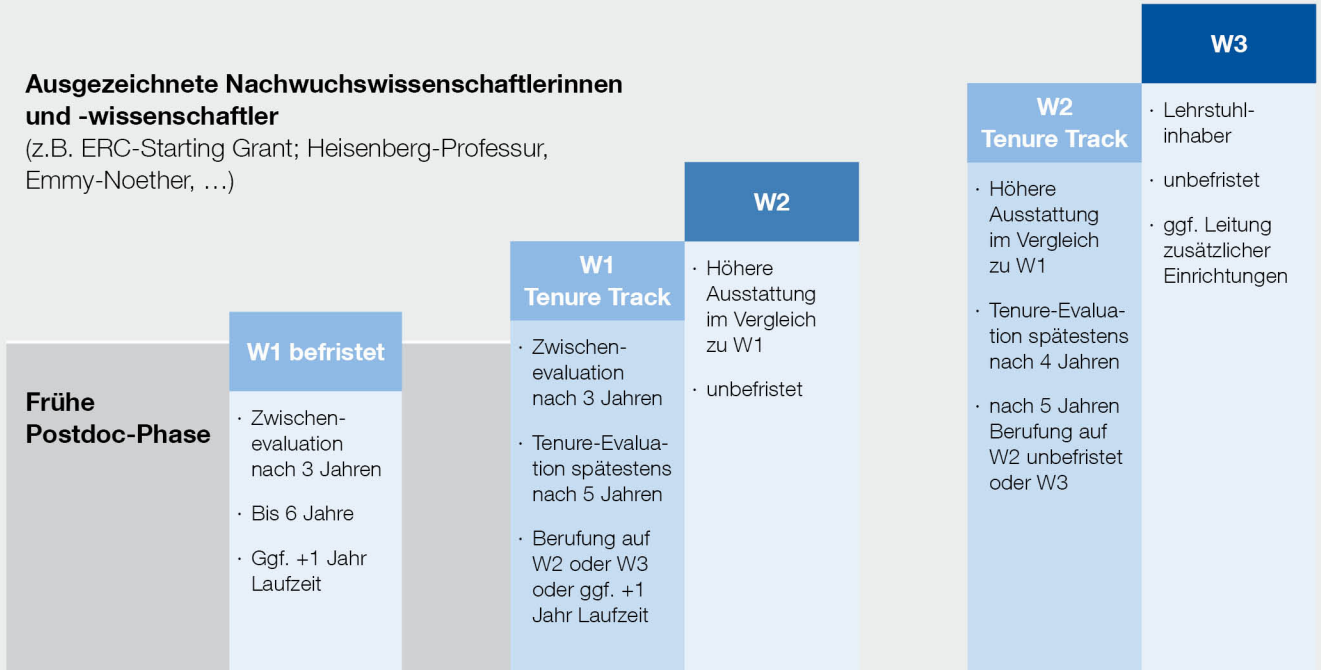 Ausgezeichnete Nachwuchswissenschaftlerinnen
und -wissenschaftler
(z.B. ERC-Starting Grant; Heisenberg-Professur,
Emmy-Noether, …)
Frühe
Postdoc-Phase
W1 befristet
· Zwischen-
evaluation
nach 3 Jahren
· Bis 6 Jahre
· Ggf. +1 Jahr
Laufzeit
W1
Tenure Track
· Zwischen-
evaluation
nach 3 Jahren
· Tenure-Evalua-
tion spätestens
nach 5 Jahren
· Berufung auf
W2 oder W3
oder ggf. +1
Jahr Laufzeit
W2
· Höhere
Ausstattung
im Vergleich
zu W1
· unbefristet
W2
Tenure Track
· Höhere
Ausstattung
im Vergleich
zu W1
· Tenure-Evalua-
tion spätestens
nach 4 Jahren
· nach 5 Jahren
Berufung auf
W2 unbefristet
oder W3
W3
· Lehrstuhl-
inhaber
· unbefristet
· ggf. Leitung
zusätzlicher
Einrichtungen